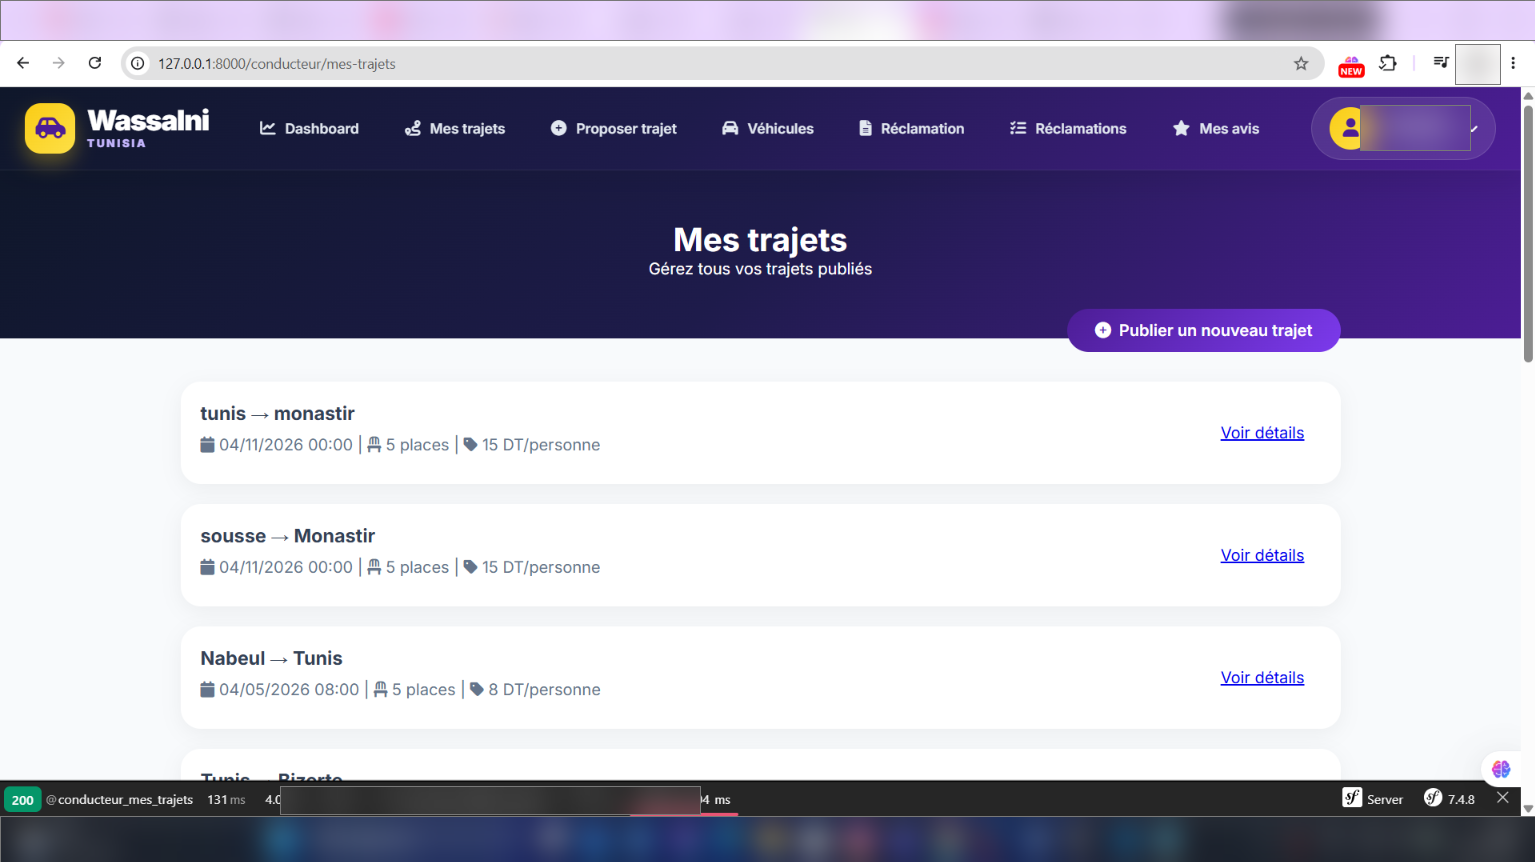 127.0.0.1:8000/conducteur/mes-trajets
NEW
Wassalni
TUNISIA
Dashboard
Mes trajets
Proposer trajet
Véhicules
Réclamation
Réclamations
Mes avis
Mes trajets
Gérez tous vos trajets publiés
Publier un nouveau trajet
tunis → monastir
04/11/2026 00:00 | 5 places | 15 DT/personne
Voir détails
sousse → Monastir
04/11/2026 00:00 | 5 places | 15 DT/personne
Voir détails
Nabeul → Tunis
04/05/2026 08:00 | 5 places | 8 DT/personne
Voir détails
Tunis → Bizerte
200 @conducteur_mes_trajets 131 ms ms Server 7.4.8